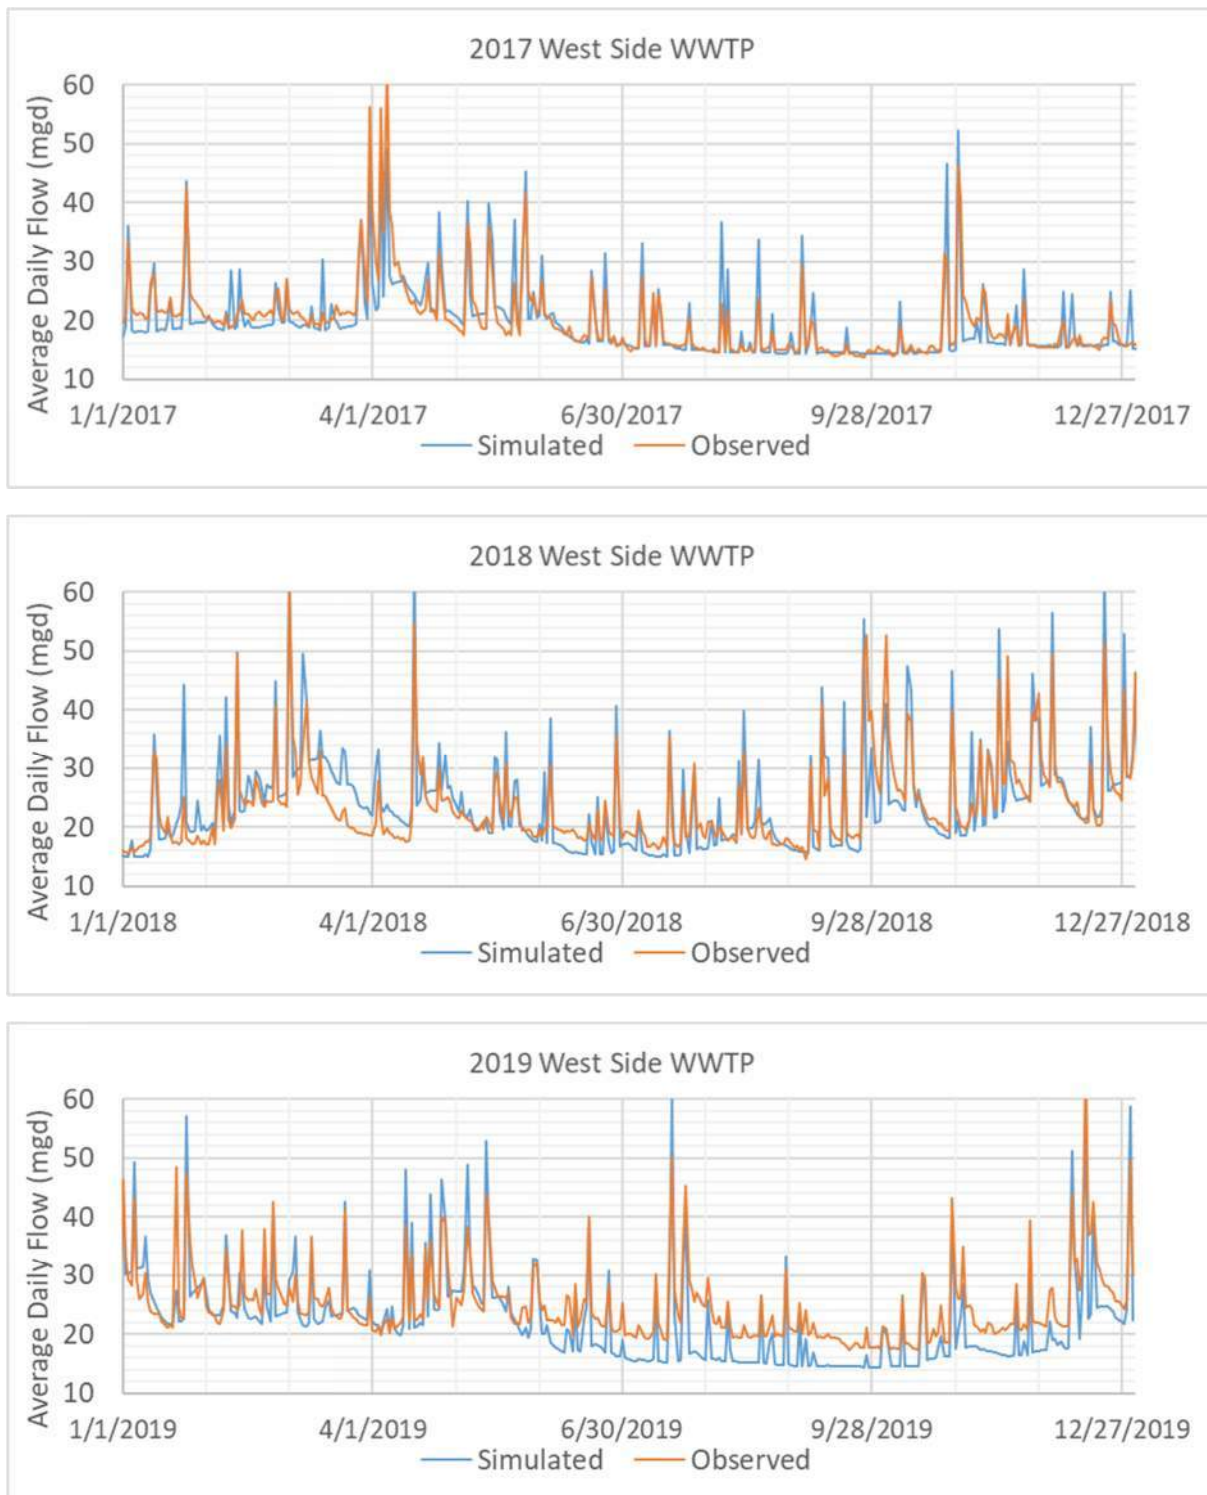 2017 West Side WWTP
Average Daily Flow (mgd)
60
50
40
30
20
10
1/1/2017 4/1/2017 6/30/2017 9/28/2017 12/27/2017
Simulated Observed
2018 West Side WWTP
Average Daily Flow (mgd)
60
50
40
30
20
10
1/1/2018 4/1/2018 6/30/2018 9/28/2018 12/27/2018
Simulated Observed
2019 West Side WWTP
Average Daily Flow (mgd)
60
50
40
30
20
10
1/1/2019 4/1/2019 6/30/2019 9/28/2019 12/27/2019
Simulated Observed